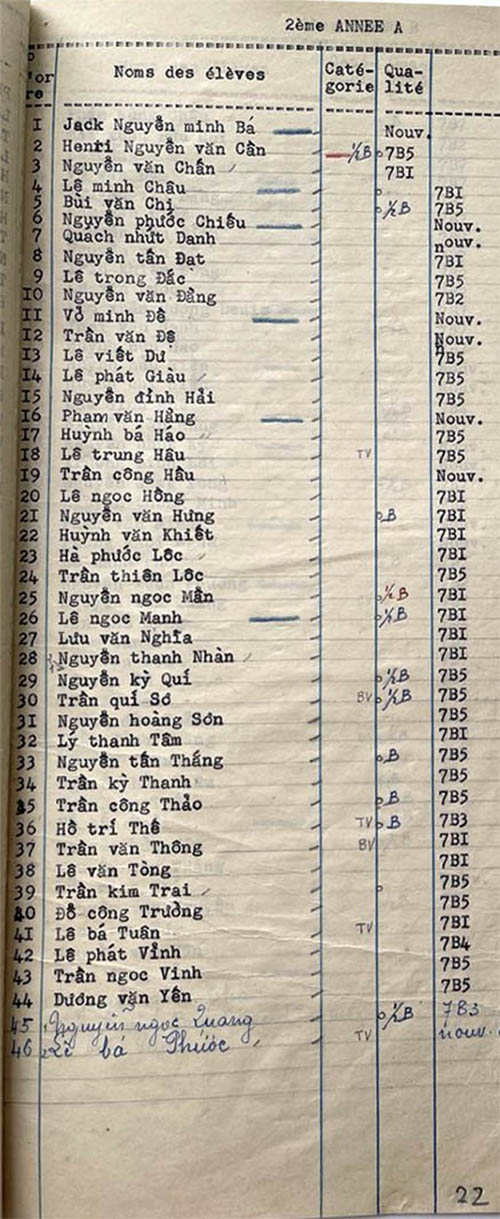 2ème ANNEE A
Noms des élèves Caté- Qua-
gorie lité
I Jack Nguyễn minh Bá Nouv.
2 Henri Nguyễn văn Cần ½B 7B5
3 Nguyễn văn Chấn 7BI
4 Lê minh Châu 7BI
5 Bùi văn Chị ½B 7B5
6 Nguyễn phước Chiếu Nouv.
7 Quach nhứt Danh nouv.
8 Nguyễn tấn Đạt 7BI
9 Lê trọng Đắc 7B5
IO Nguyễn văn Đằng 7B2
II Võ minh Đề Nouv.
I2 Trần văn Đệ Nouv.
I3 Lê viết Dư 7B5
I4 Lê phát Giàu 7B5
I5 Nguyễn đình Hải 7B5
I6 Phạm văn Hằng Nouv.
I7 Huỳnh bá Háo 7B5
I8 Lê trung Hậu TV 7B5
I9 Trần công Hầu Nouv.
20 Lê ngọc Hồng 7BI
2I Nguyễn văn Hưng B 7BI
22 Huỳnh văn Khiết 7BI
23 Hà phước Lộc 7BI
24 Trần thiên Lộc 7B5
25 Nguyễn ngọc Mẫn ½B 7BI
26 Lê ngọc Mạnh ½B 7BI
27 Lưu văn Nghĩa 7BI
28 Nguyễn thanh Nhàn 7BI
29 Nguyễn kỳ Quí ½B 7B5
30 Trần quí Sơ BV ½B 7B5
3I Nguyễn hoàng Sơn 7B5
32 Lý thanh Tâm 7BI
33 Nguyễn tấn Tháng B 7B5
34 Trần kỳ Thanh 7B5
35 Trần công Thảo B 7B5
36 Hồ trí Thế TV B 7B3
37 Trần văn Thông BV 7BI
38 Lê văn Tòng 7BI
39 Trần kim Trai 7B5
40 Đỗ công Trưởng 7B5
4I Lê bá Tuân TV 7BI
42 Lê phát Vĩnh 7B4
43 Trần ngọc Vinh 7B5
44 Dương văn Yến 7B5
45 Nguyễn ngọc Quang ½B 7B3
46 Lê bá Phước TV nouv.
22